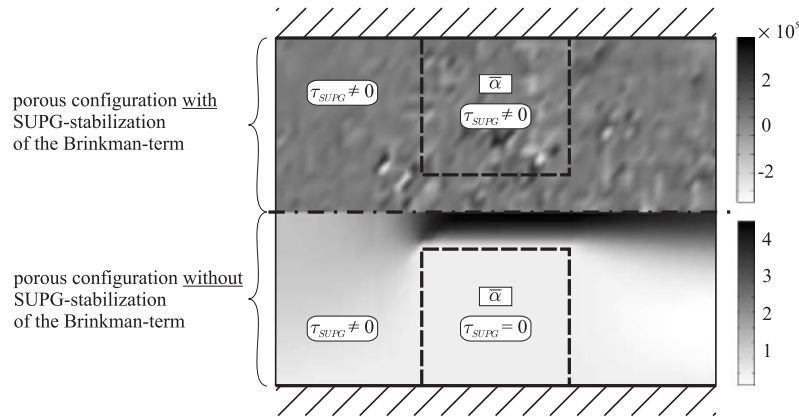 × 10⁵
porous configuration with
SUPG-stabilization
of the Brinkman-term
τSUPG ≠ 0
α̅
τSUPG ≠ 0
2
0
-2
porous configuration without
SUPG-stabilization
of the Brinkman-term
τSUPG ≠ 0
α̅
τSUPG = 0
4
3
2
1